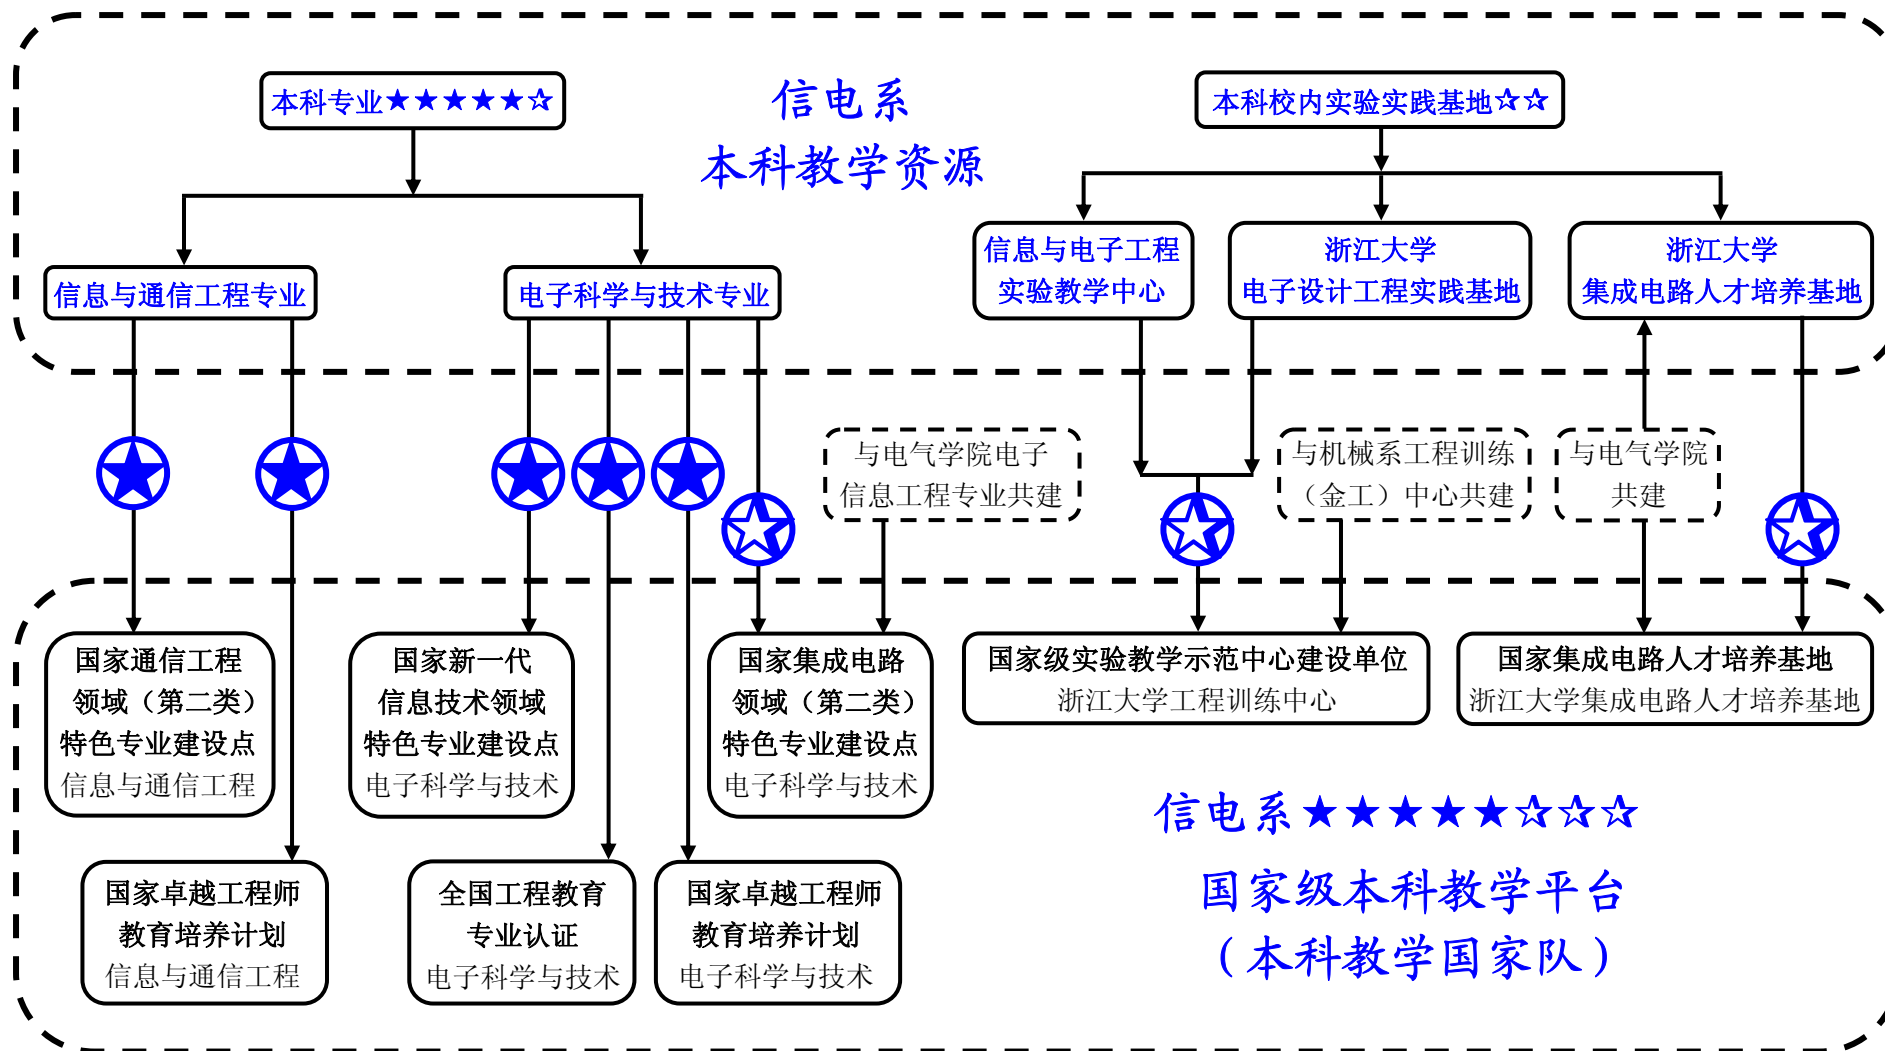 信电系
本科教学资源
本科专业★★★★★☆
本科校内实验实践基地☆☆
信息与通信工程专业
电子科学与技术专业
信息与电子工程
实验教学中心
浙江大学
电子设计工程实践基地
浙江大学
集成电路人才培养基地
与电气学院电子
信息工程专业共建
与机械系工程训练
（金工）中心共建
与电气学院
共建
国家通信工程
领域（第二类）
特色专业建设点
信息与通信工程
国家新一代
信息技术领域
特色专业建设点
电子科学与技术
国家集成电路
领域（第二类）
特色专业建设点
电子科学与技术
国家级实验教学示范中心建设单位
浙江大学工程训练中心
国家集成电路人才培养基地
浙江大学集成电路人才培养基地
国家卓越工程师
教育培养计划
信息与通信工程
全国工程教育
专业认证
电子科学与技术
国家卓越工程师
教育培养计划
电子科学与技术
信电系★★★★★☆☆☆
国家级本科教学平台
（本科教学国家队）